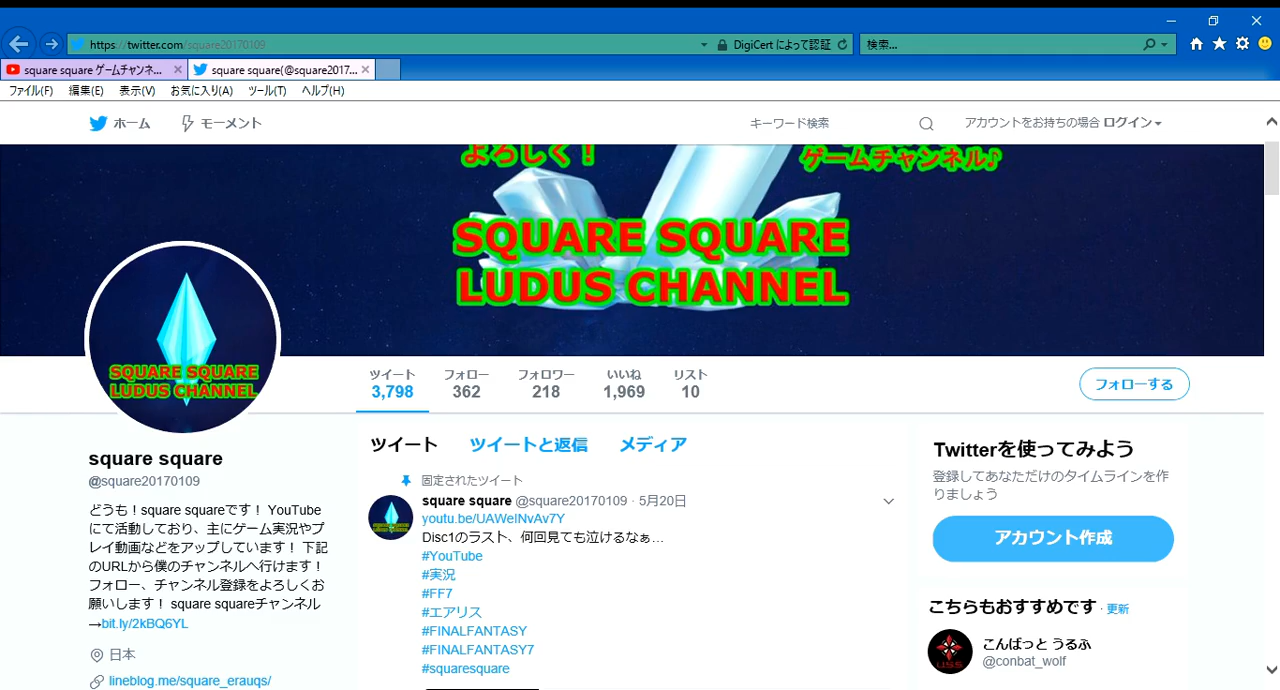 https://twitter.com/square20170109
DigiCert によって認証
検索...
square square ゲームチャンネ...
square square(@square2017...
ファイル(F) 編集(E) 表示(V) お気に入り(A) ツール(T) ヘルプ(H)
ホーム モーメント キーワード検索 アカウントをお持ちの場合 ログイン
よろしく！ ゲームチャンネル♪
SQUARE SQUARE
LUDUS CHANNEL
SQUARE SQUARE
LUDUS CHANNEL
ツイート フォロー フォロワー いいね リスト
3,798 362 218 1,969 10
フォローする
square square
@square20170109
どうも！square squareです！ YouTube
にて活動しており、主にゲーム実況やプ
レイ動画などをアップしています！ 下記
のURLから僕のチャンネルへ行けます！
フォロー、チャンネル登録をよろしくお
願いします！ square squareチャンネル
→bit.ly/2kBQ6YL
日本
lineblog.me/square_erauqs/
ツイート ツイートと返信 メディア
固定されたツイート
square square @square20170109 · 5月20日
youtu.be/UAWeINvAv7Y
Disc1のラスト、何回見ても泣けるなぁ…
#YouTube
#実況
#FF7
#エアリス
#FINALFANTASY
#FINALFANTASY7
#squaresquare
Twitterを使ってみよう
登録してあなただけのタイムラインを作
りましょう
アカウント作成
こちらもおすすめです · 更新
こんばっと うるふ
@conbat_wolf
U.S.S